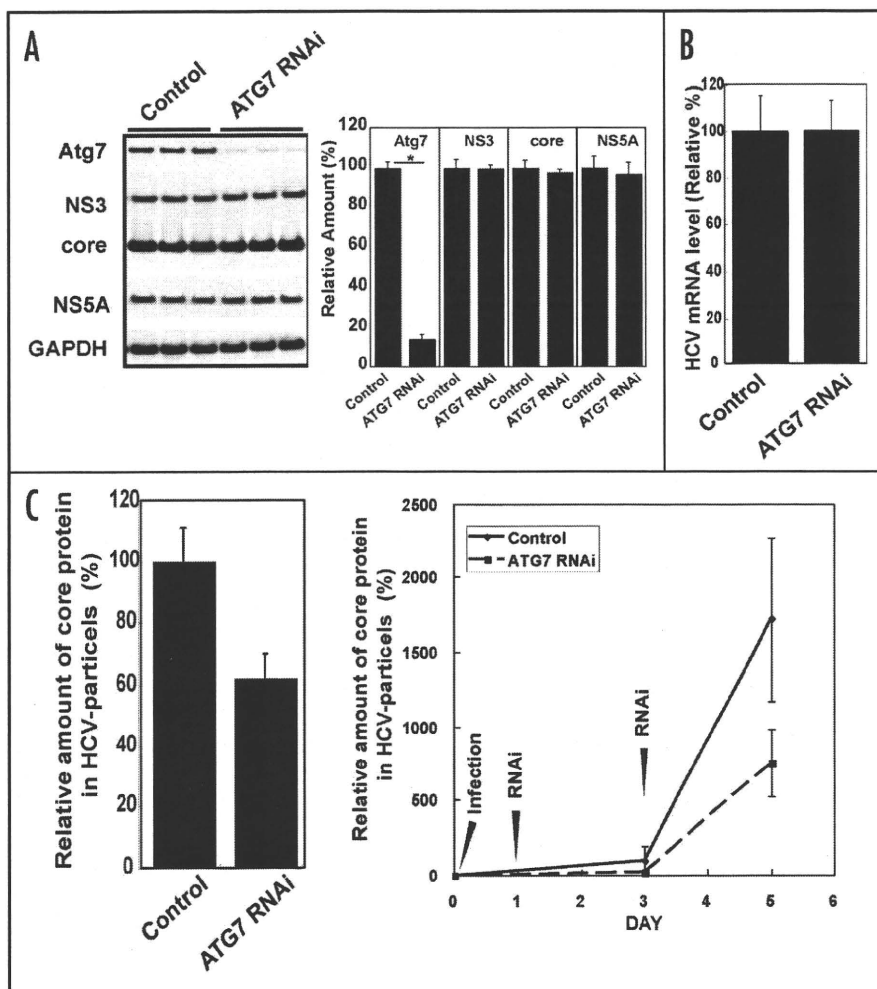 A
Control
ATG7 RNAi
Atg7
NS3
core
NS5A
GAPDH
Relative Amount (%)
120
100
80
60
40
20
0
Atg7
NS3
core
NS5A
*
Control
ATG7 RNAi
Control
ATG7 RNAi
Control
ATG7 RNAi
Control
ATG7 RNAi
B
HCV mRNA level (Relative %)
120
100
80
60
40
20
0
Control
ATG7 RNAi
C
Relative amount of core protein
in HCV-particels (%)
120
100
80
60
40
20
0
Control
ATG7 RNAi
Relative amount of core protein
in HCV-particels (%)
2500
2000
1500
1000
500
0
Control
ATG7 RNAi
Infection
RNAi
RNAi
0
1
2
3
4
5
6
DAY